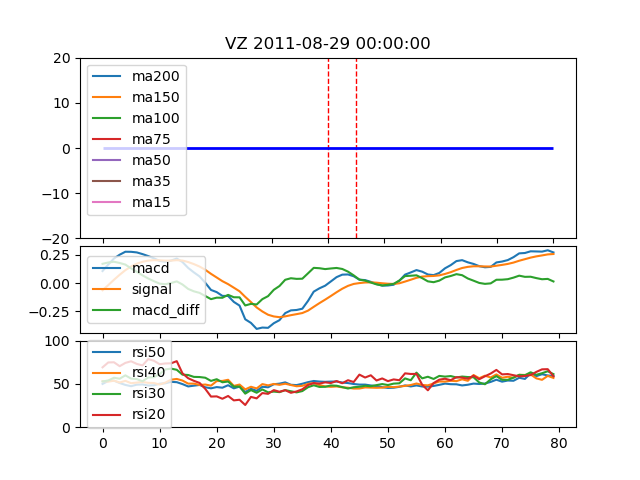 VZ 2011-08-29 00:00:00
20
10
0
−10
−20
ma200
ma150
ma100
ma75
ma50
ma35
ma15
0.25
0.00
−0.25
macd
signal
macd_diff
100
50
0
rsi50
rsi40
rsi30
rsi20
0 10 20 30 40 50 60 70 80